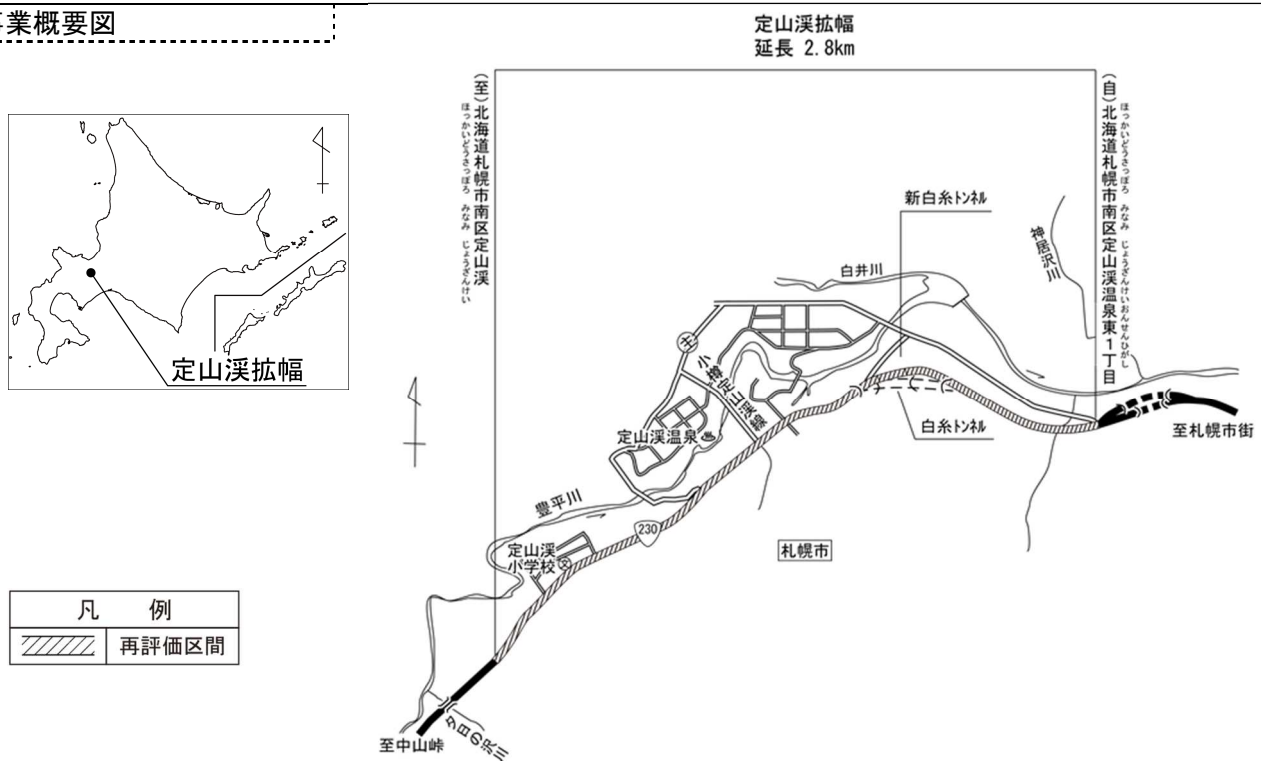 業概要図
定山渓拡幅
延長 2.8km
(至)北海道札幌市南区定山渓
ほっかいどうさっぽろ みなみ じょうざんけい
(自)北海道札幌市南区定山渓温泉東1丁目
ほっかいどうさっぽろ みなみ じょうざんけいおんせんひがし
定山渓拡幅
新白糸トンネル
神居沢川
白井川
小樽定山渓線
定山渓温泉
白糸トンネル
至札幌市街
豊平川
230
定山渓
小学校
文
札幌市
凡 例
再評価区間
夕日の沢川
至中山峠